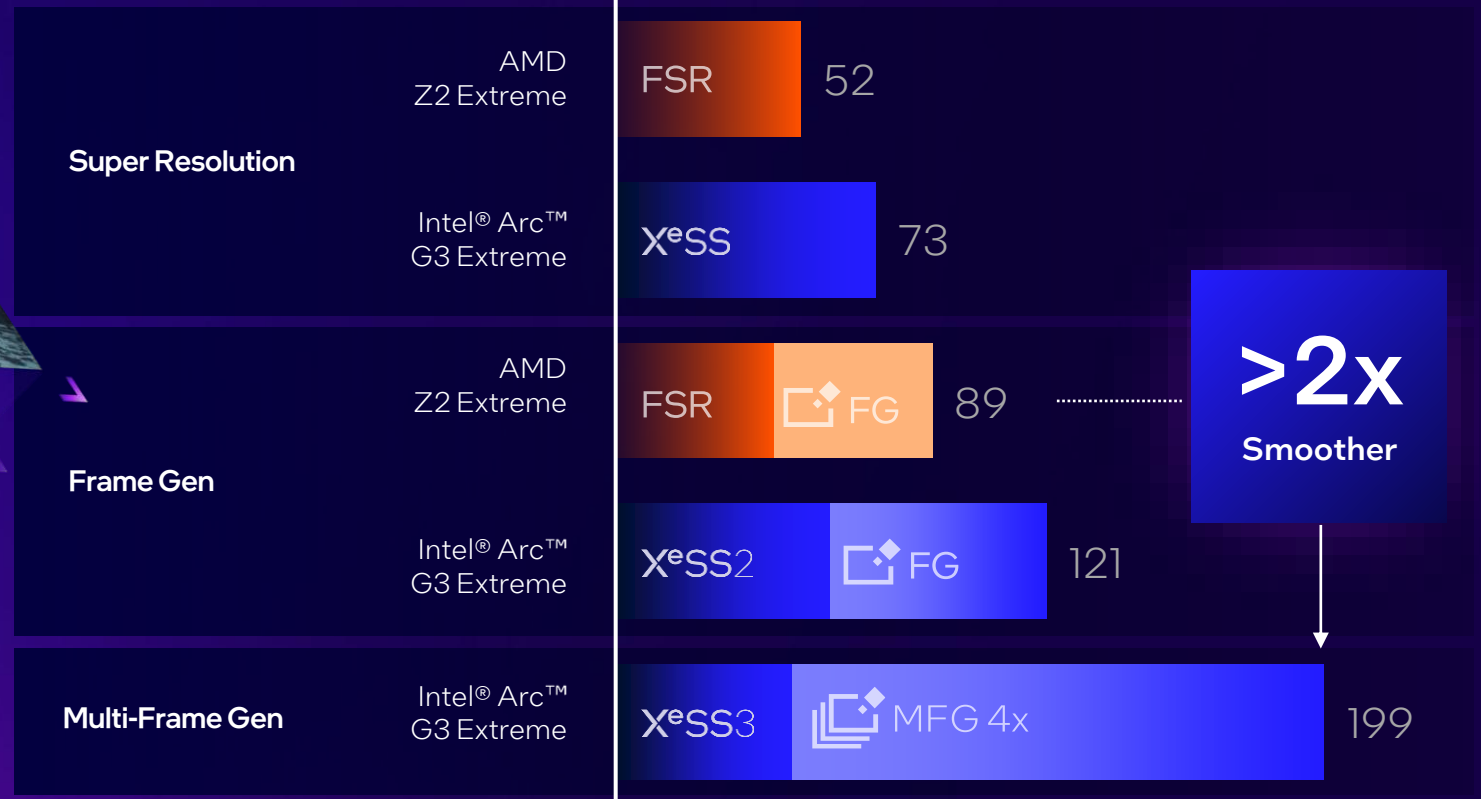 AMD
Z2 Extreme
FSR
52
Super Resolution
Intel® Arc™
G3 Extreme
XeSS
73
AMD
Z2 Extreme
FSR
FG
89
>2x
Smoother
Frame Gen
Intel® Arc™
G3 Extreme
XeSS2
FG
121
Multi-Frame Gen
Intel® Arc™
G3 Extreme
XeSS3
MFG 4x
199